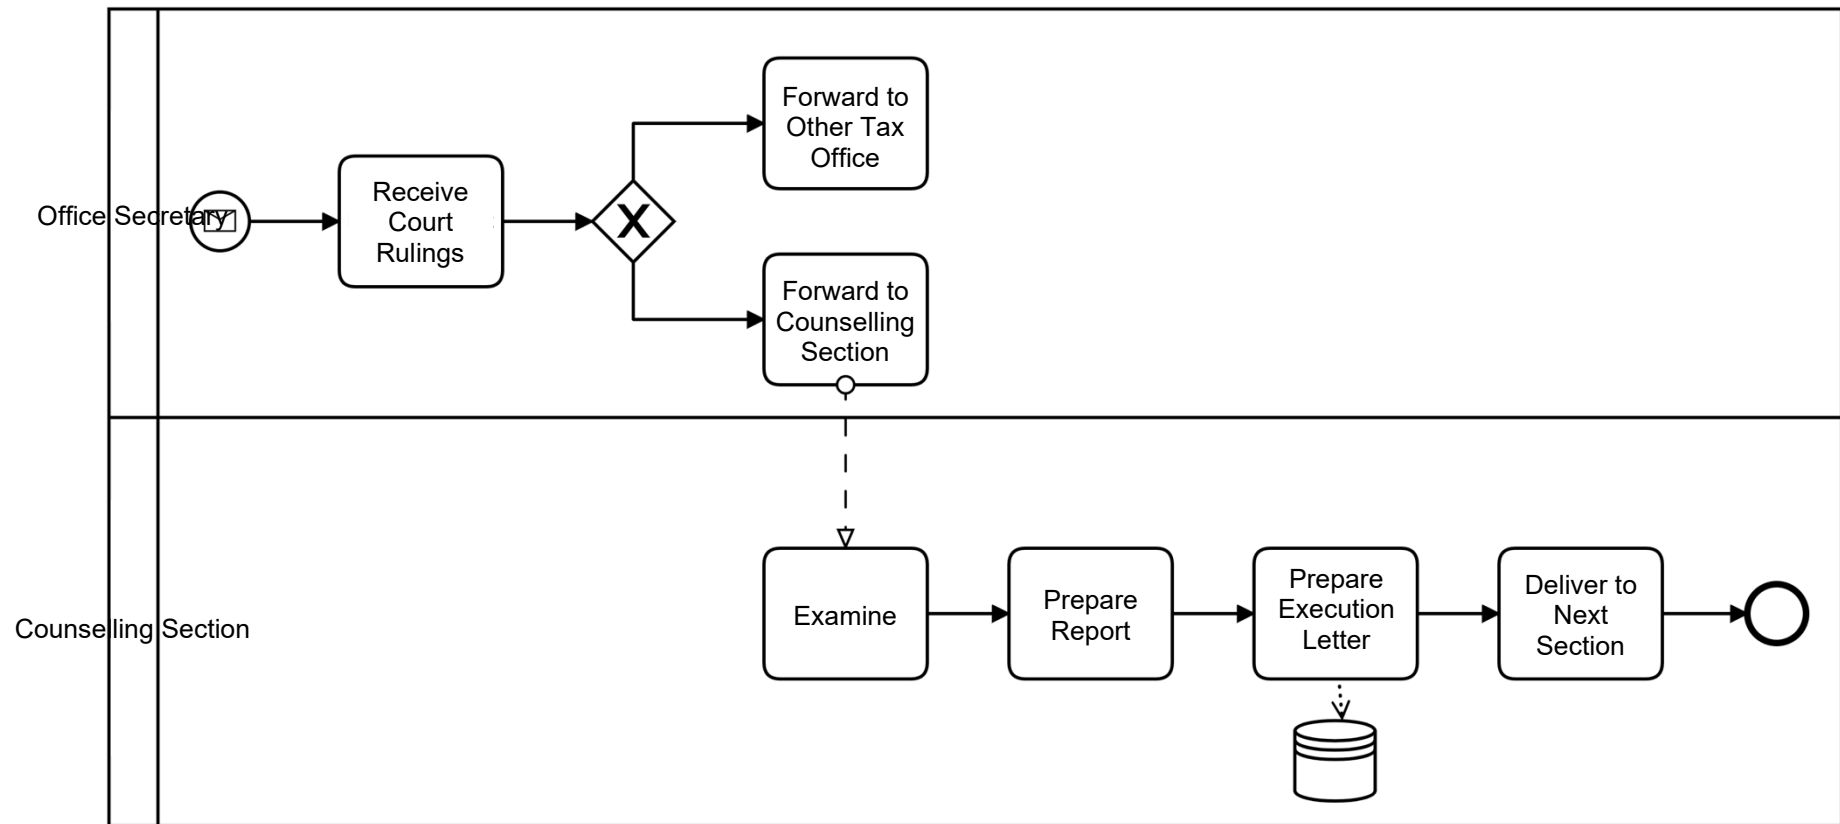 Forward to
Other Tax
Office
Office Secretary
Receive
Court
Rulings
X
Forward to
Counselling
Section
Counselling Section
Examine
Prepare
Report
Prepare
Execution
Letter
Deliver to
Next
Section